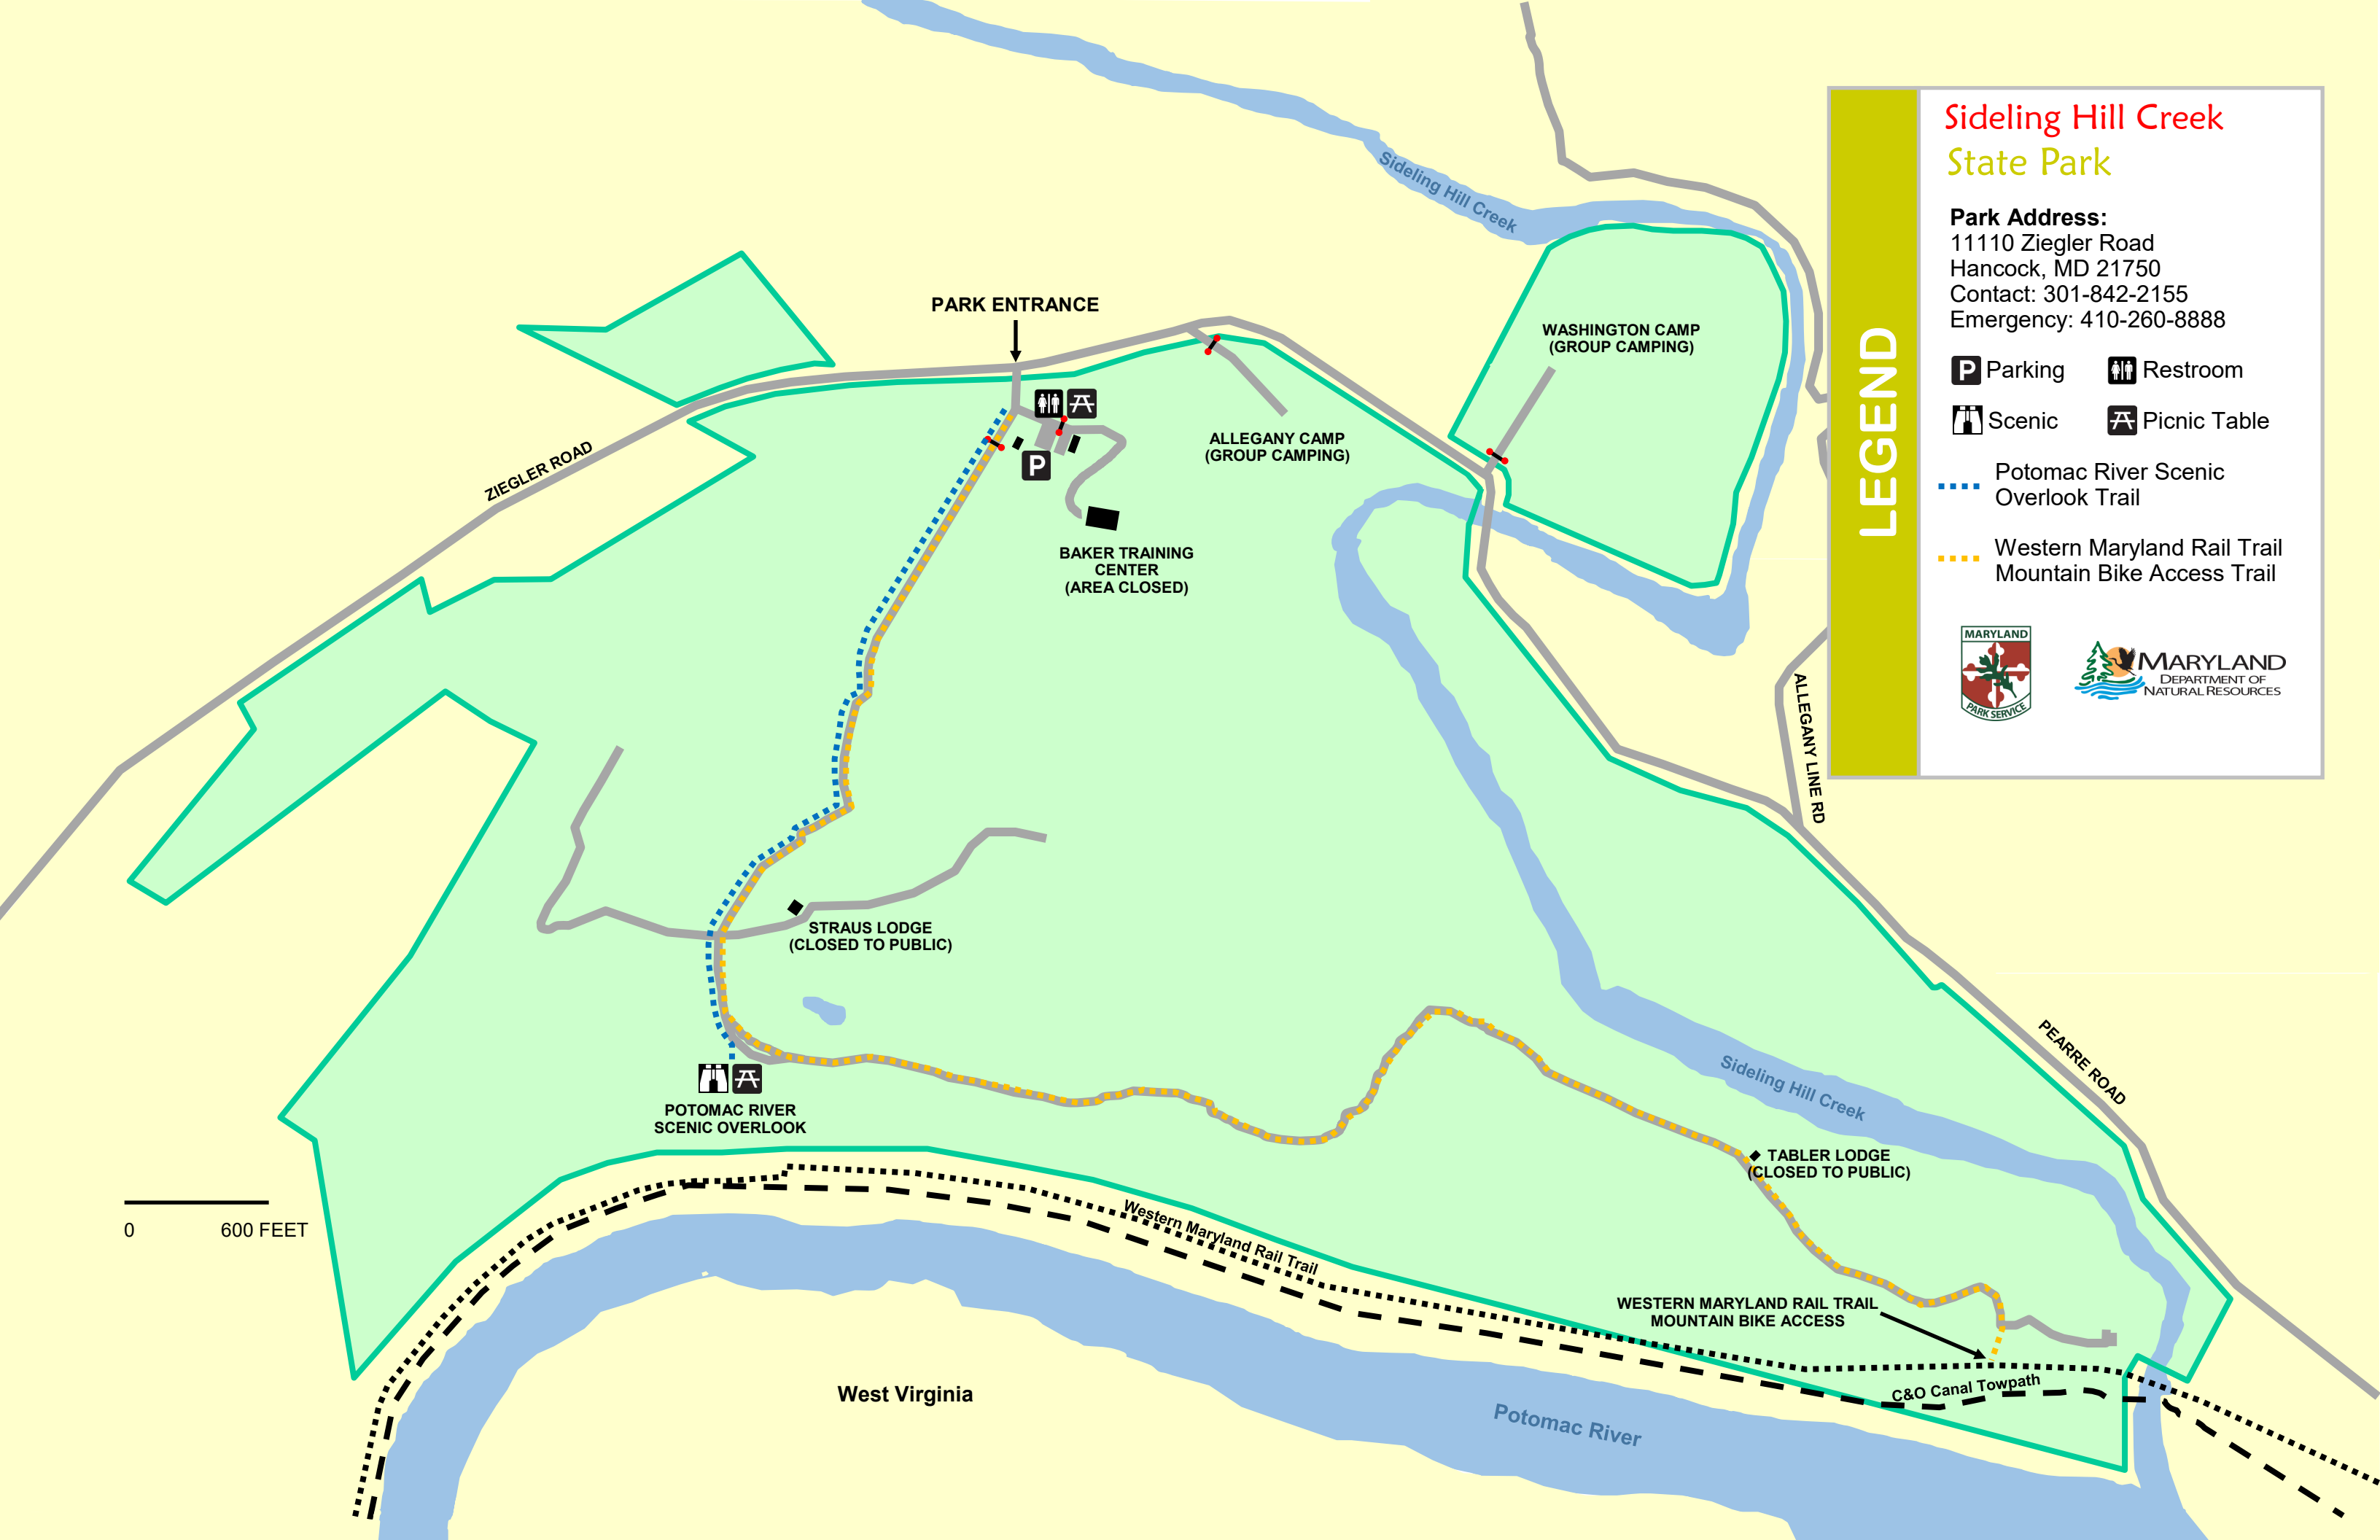 Sideling Hill Creek
State Park
Park Address:
11110 Ziegler Road
Hancock, MD 21750
Contact: 301-842-2155
Emergency: 410-260-8888
P Parking
Restroom
Scenic
Picnic Table
Potomac River Scenic
Overlook Trail
Western Maryland Rail Trail
Mountain Bike Access Trail
MARYLAND
PARK SERVICE
MARYLAND
DEPARTMENT OF
NATURAL RESOURCES
LEGEND
Sideling Hill Creek
PARK ENTRANCE
WASHINGTON CAMP
(GROUP CAMPING)
ALLEGANY CAMP
(GROUP CAMPING)
P
ZIEGLER ROAD
BAKER TRAINING
CENTER
(AREA CLOSED)
ALLEGANY LINE RD
STRAUS LODGE
(CLOSED TO PUBLIC)
PEARRE ROAD
Sideling Hill Creek
POTOMAC RIVER
SCENIC OVERLOOK
TABLER LODGE
(CLOSED TO PUBLIC)
0 600 FEET
Western Maryland Rail Trail
WESTERN MARYLAND RAIL TRAIL
MOUNTAIN BIKE ACCESS
C&O Canal Towpath
West Virginia
Potomac River